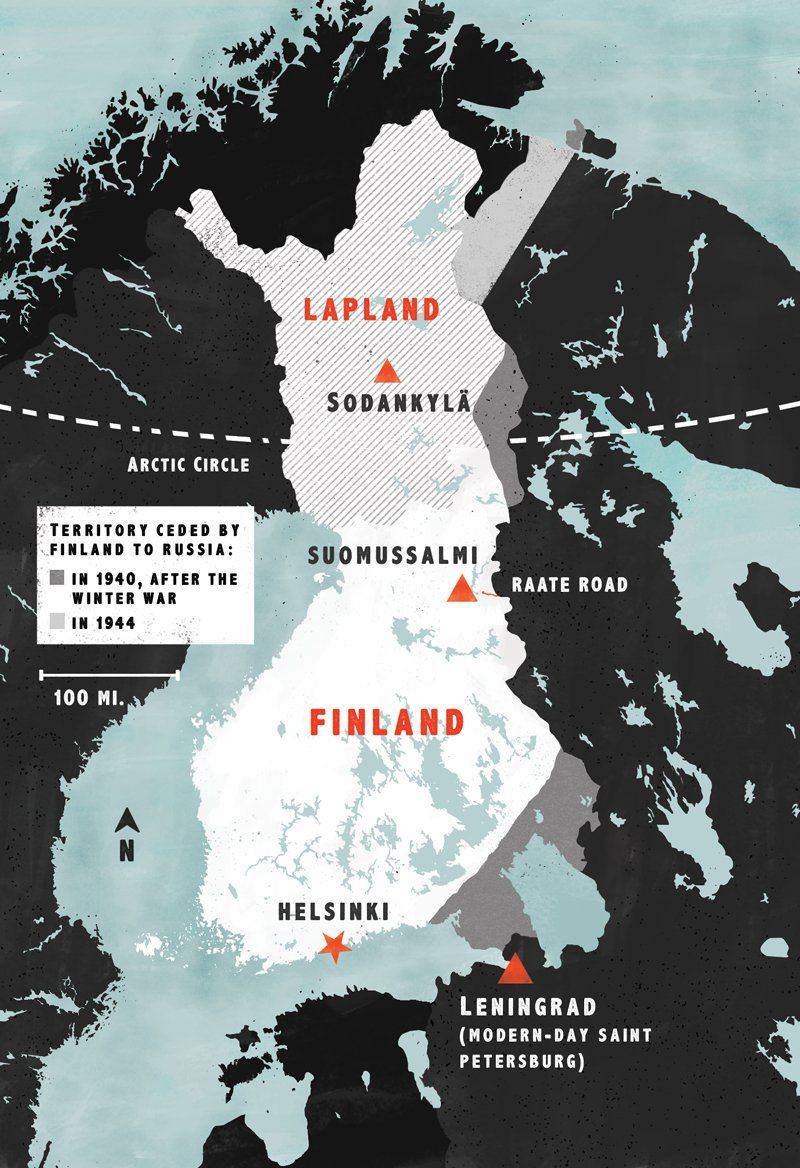 LAPLAND
SODANKYLÄ
ARCTIC CIRCLE
TERRITORY CEDED BY
FINLAND TO RUSSIA:
IN 1940, AFTER THE
WINTER WAR
IN 1944
100 MI.
SUOMUSSALMI
RAATE ROAD
FINLAND
N
HELSINKI
LENINGRAD
(MODERN-DAY SAINT
PETERSBURG)